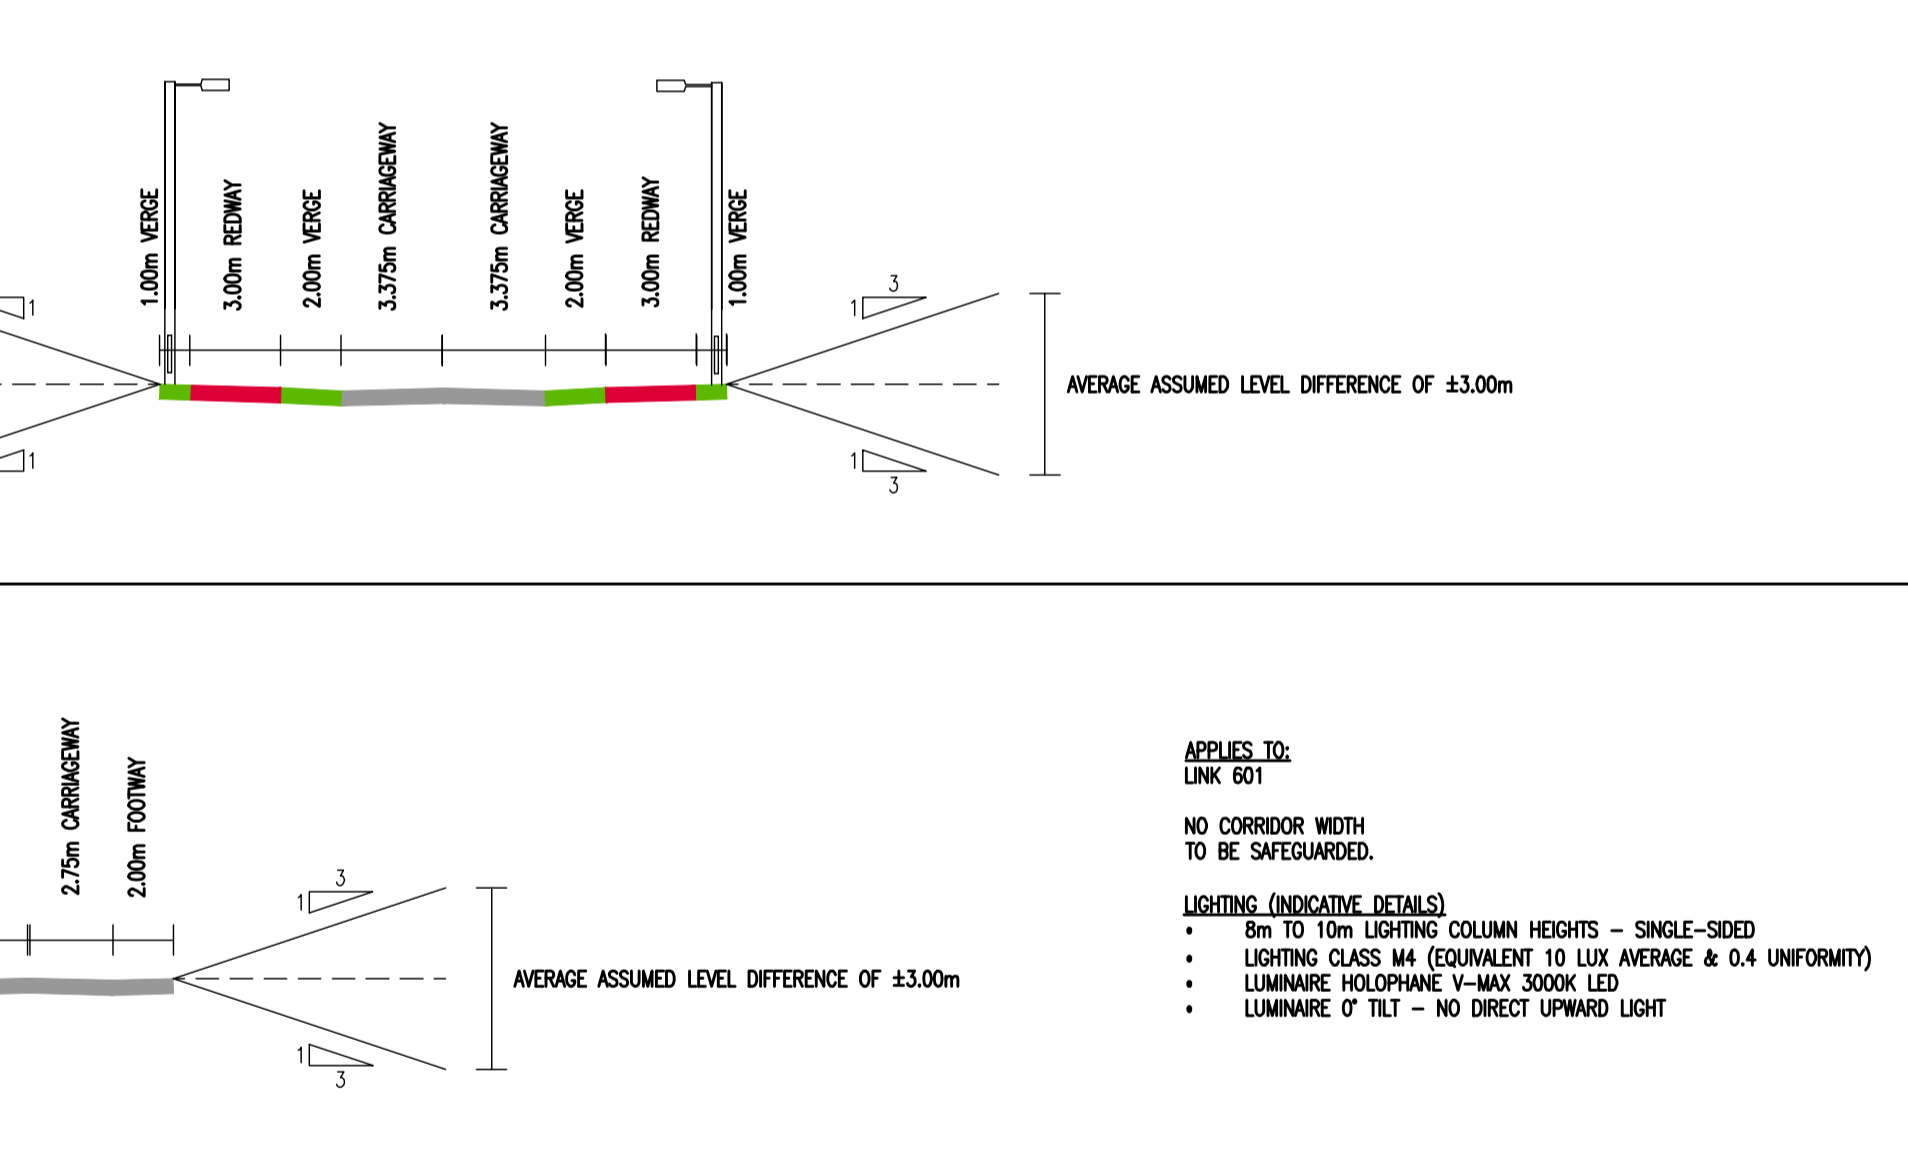 1.00m VERGE
3.00m REDWAY
2.00m VERGE
3.375m CARRIAGEWAY
3.375m CARRIAGEWAY
2.00m VERGE
3.00m REDWAY
1.00m VERGE
1
3
1
AVERAGE ASSUMED LEVEL DIFFERENCE OF ±3.00m
1
1
3
2.75m CARRIAGEWAY
2.00m FOOTWAY
3
1
AVERAGE ASSUMED LEVEL DIFFERENCE OF ±3.00m
1
3
APPLIES TO:
LINK 601
NO CORRIDOR WIDTH
TO BE SAFEGUARDED.
LIGHTING (INDICATIVE DETAILS)
• 8m TO 10m LIGHTING COLUMN HEIGHTS – SINGLE–SIDED
• LIGHTING CLASS M4 (EQUIVALENT 10 LUX AVERAGE & 0.4 UNIFORMITY)
• LUMINAIRE HOLOPHANE V–MAX 3000K LED
• LUMINAIRE 0° TILT – NO DIRECT UPWARD LIGHT